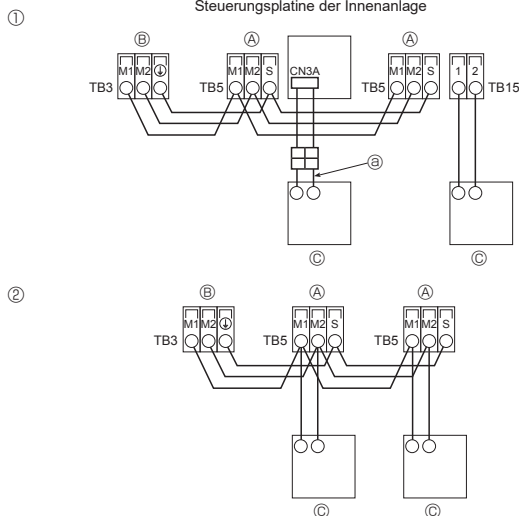 Steuerungsplatine der Innenanlage
①
Ⓑ Ⓐ Ⓐ
M1 M2 ⏚ M1 M2 S CN3A M1 M2 S 1 2
TB3 TB5 TB5 TB15
ⓐ
Ⓒ Ⓒ
②
Ⓑ Ⓐ Ⓐ
M1 M2 ⏚ M1 M2 S M1 M2 S
TB3 TB5 TB5
Ⓒ Ⓒ